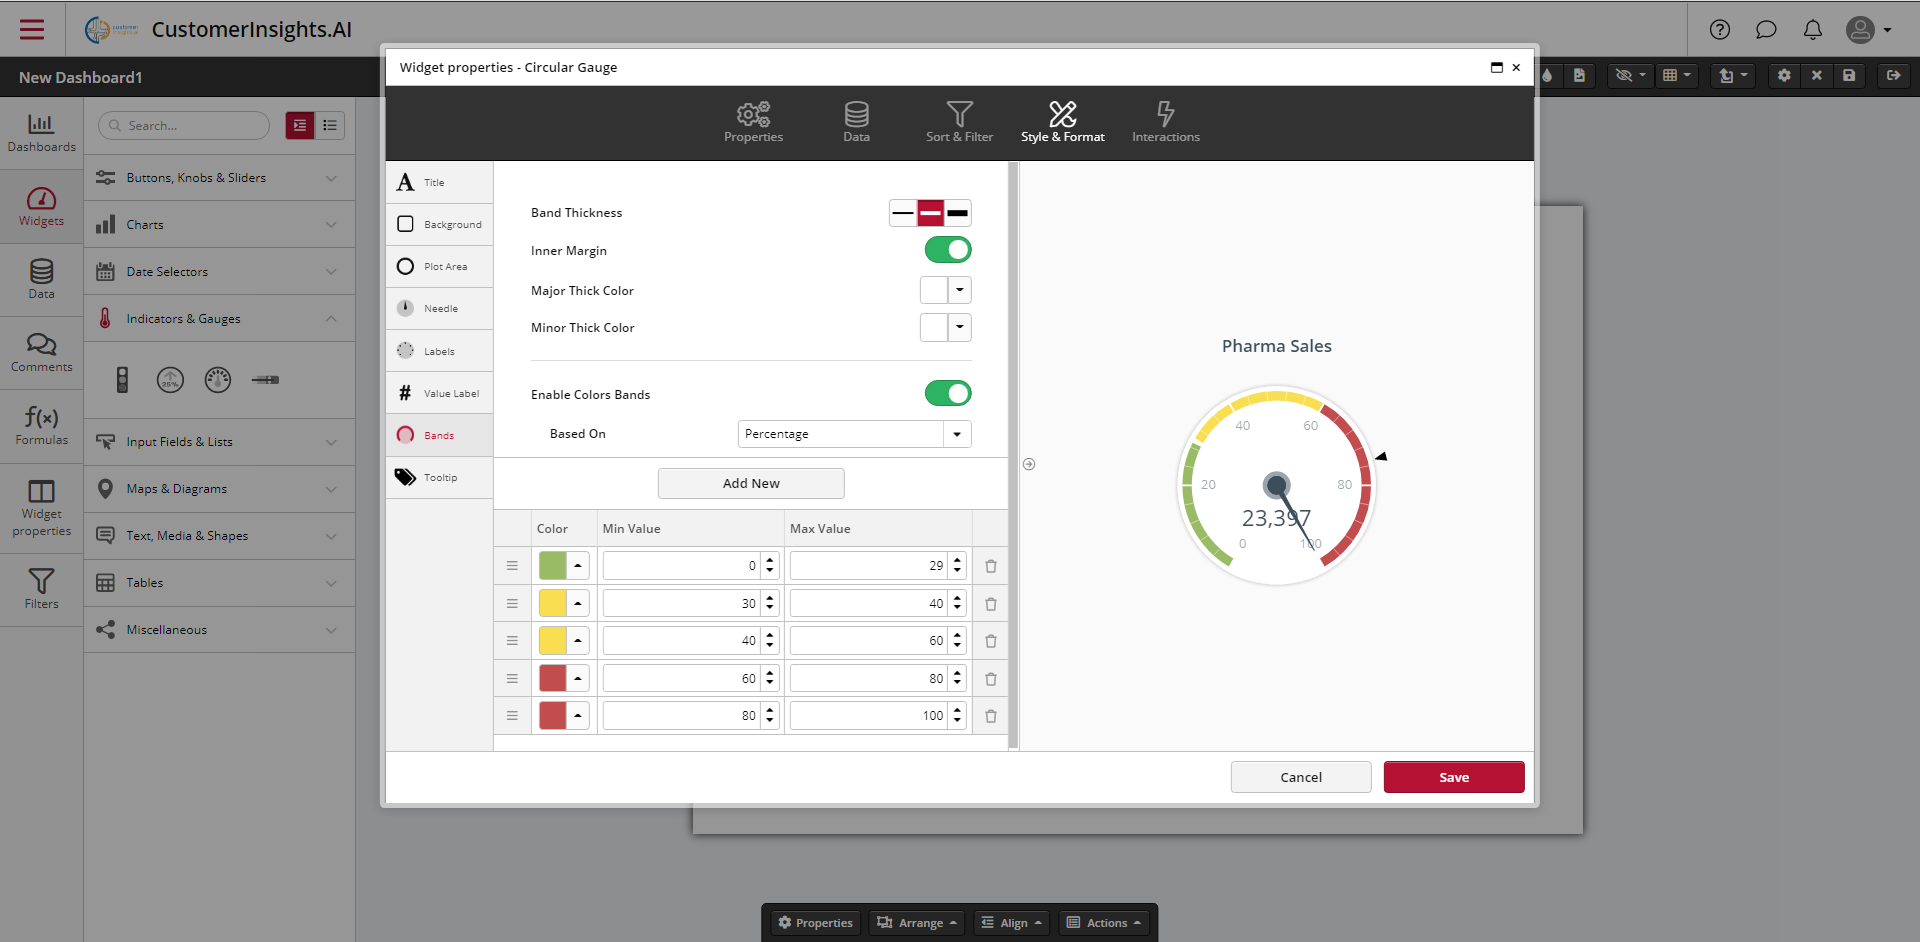 customer
insights.ai
CustomerInsights.AI
New Dashboard1
Widget properties - Circular Gauge
Properties
Data
Sort & Filter
Style & Format
Interactions
Dashboards
Widgets
Data
Comments
f(x)
Formulas
Widget
properties
Filters
Search...
Buttons, Knobs & Sliders
Charts
Date Selectors
Indicators & Gauges
25%
Input Fields & Lists
Maps & Diagrams
Text, Media & Shapes
Tables
Miscellaneous
A Title
Background
Plot Area
Needle
Labels
# Value Label
Bands
Tooltip
Band Thickness
Inner Margin
Major Thick Color
Minor Thick Color
Enable Colors Bands
Based On Percentage
Add New
Color Min Value Max Value
0 29
30 40
40 60
60 80
80 100
Pharma Sales
40 60
20 80
23,397
0 100
Cancel Save
Properties Arrange Align Actions